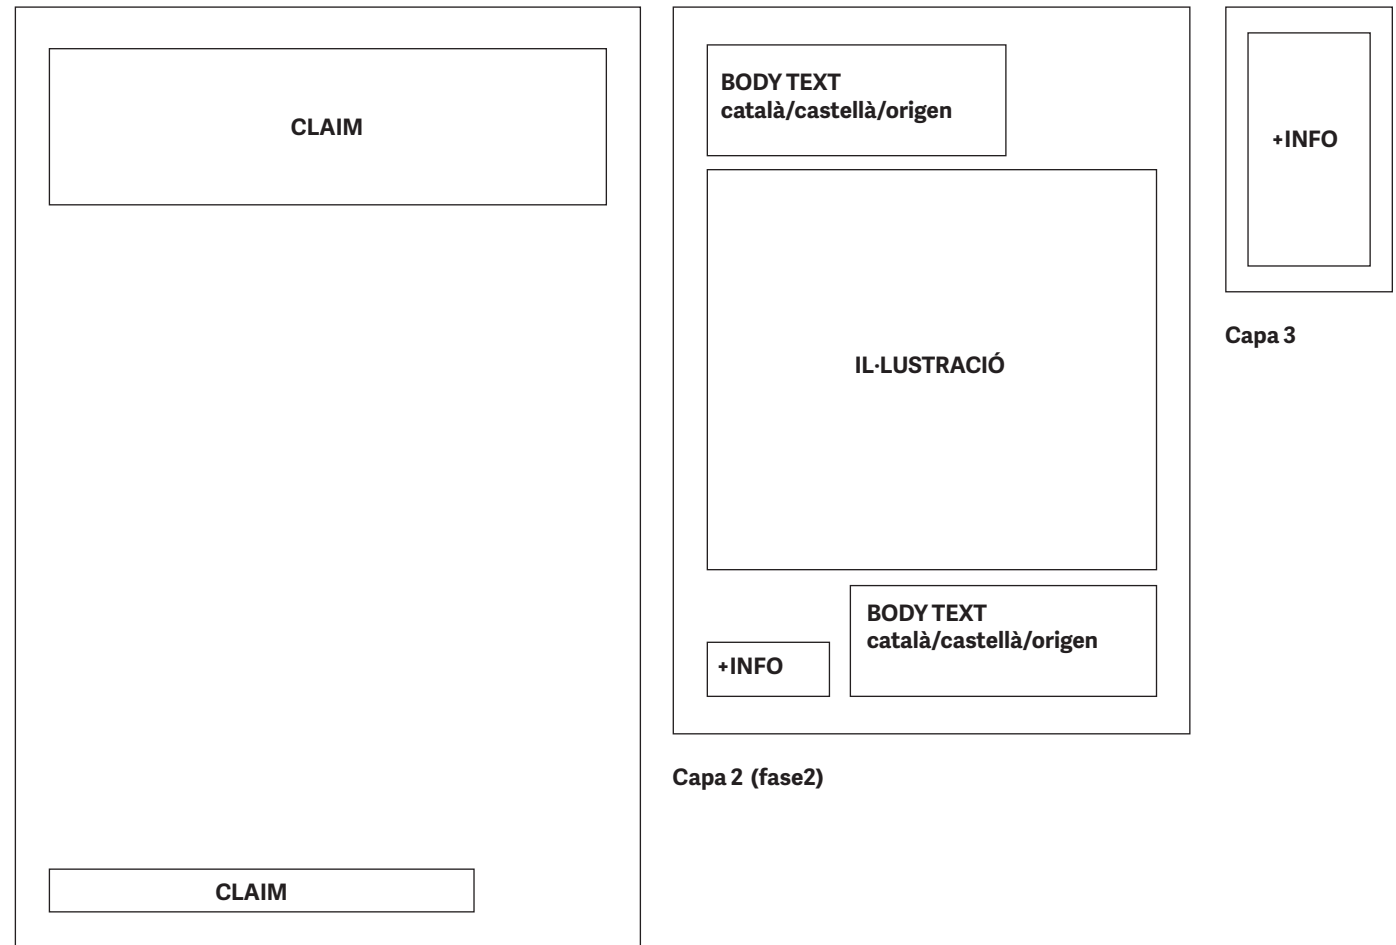 CLAIM
CLAIM
BODY TEXT
català/castellà/origen
IL·LUSTRACIÓ
BODY TEXT
català/castellà/origen
+INFO
Capa 2 (fase2)
+INFO
Capa 3